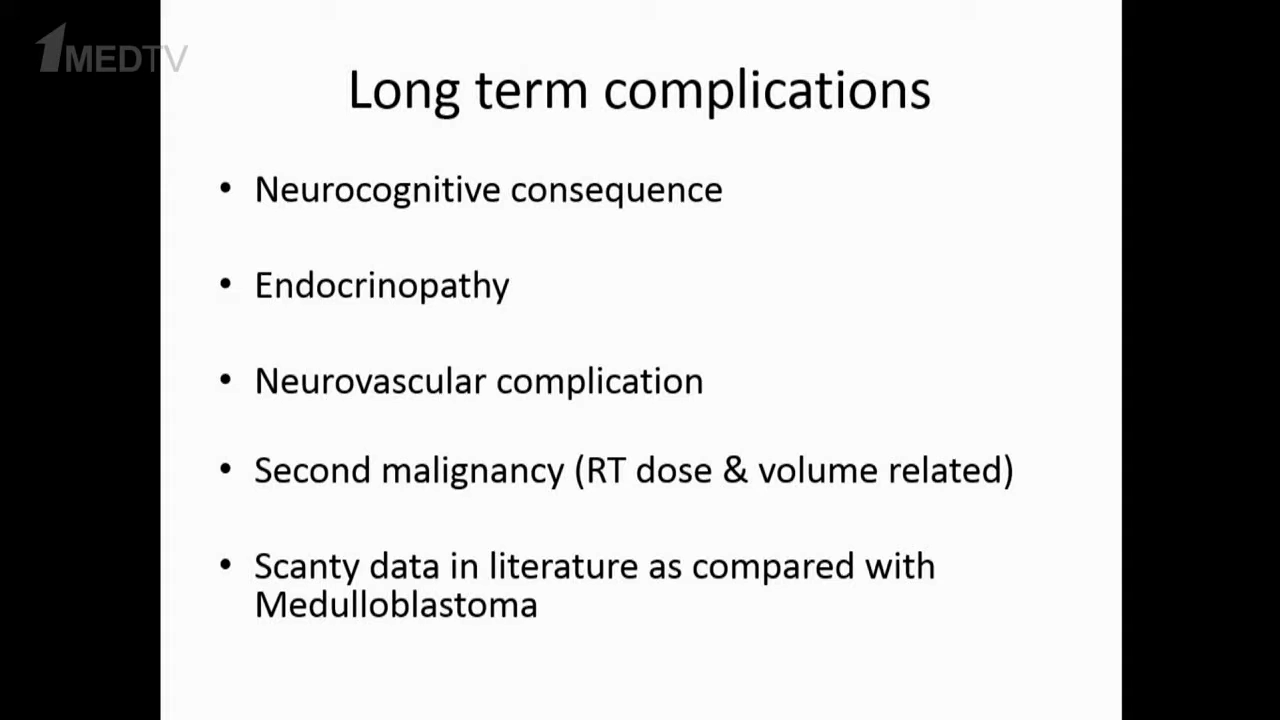 1MEDTV
Long term complications
• Neurocognitive consequence
• Endocrinopathy
• Neurovascular complication
• Second malignancy (RT dose & volume related)
• Scanty data in literature as compared with
Medulloblastoma